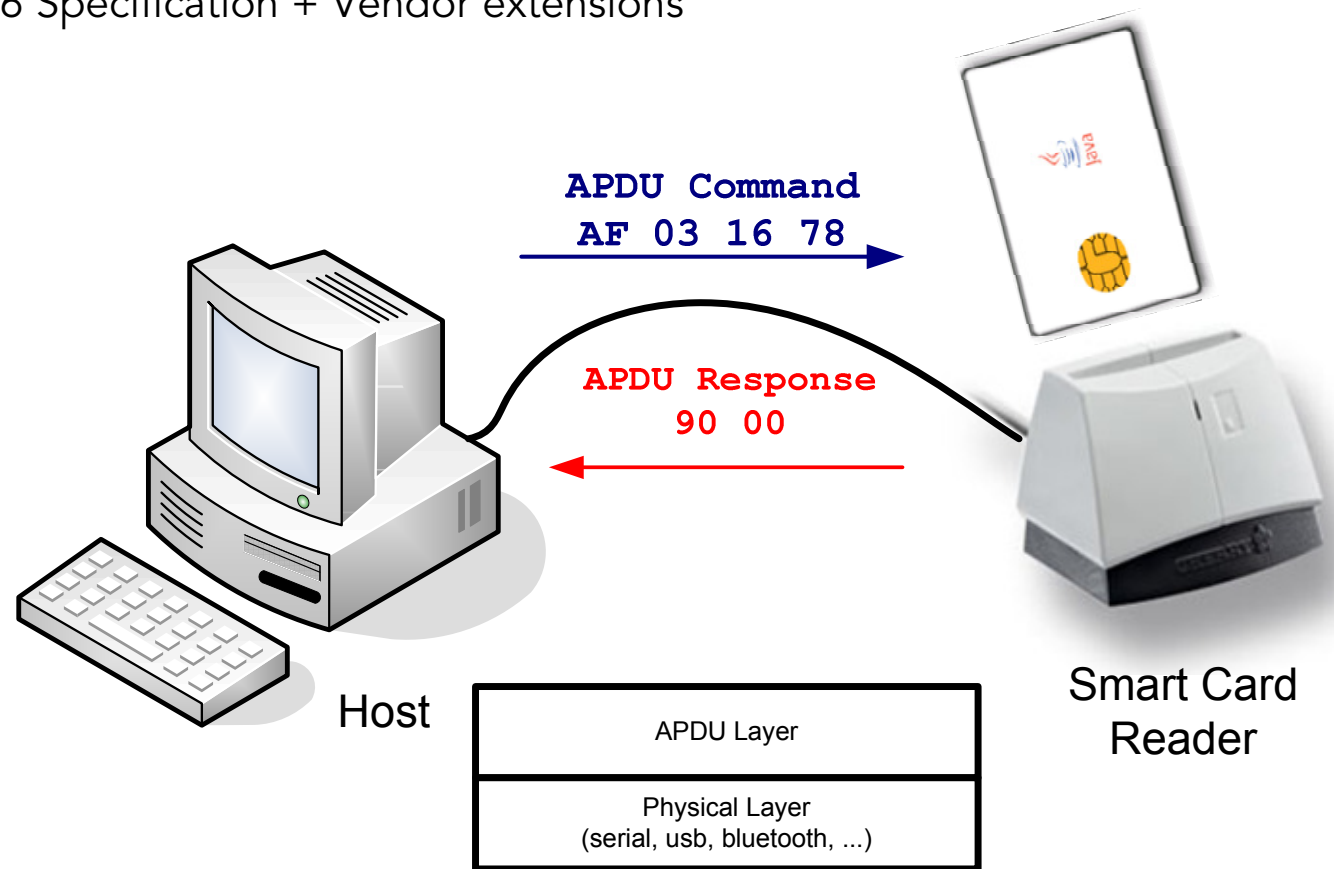 6 Specification + Vendor extensions
Java
APDU Command
AF 03 16 78
APDU Response
90 00
Host
Smart Card
Reader
APDU Layer
Physical Layer
(serial, usb, bluetooth, ...)